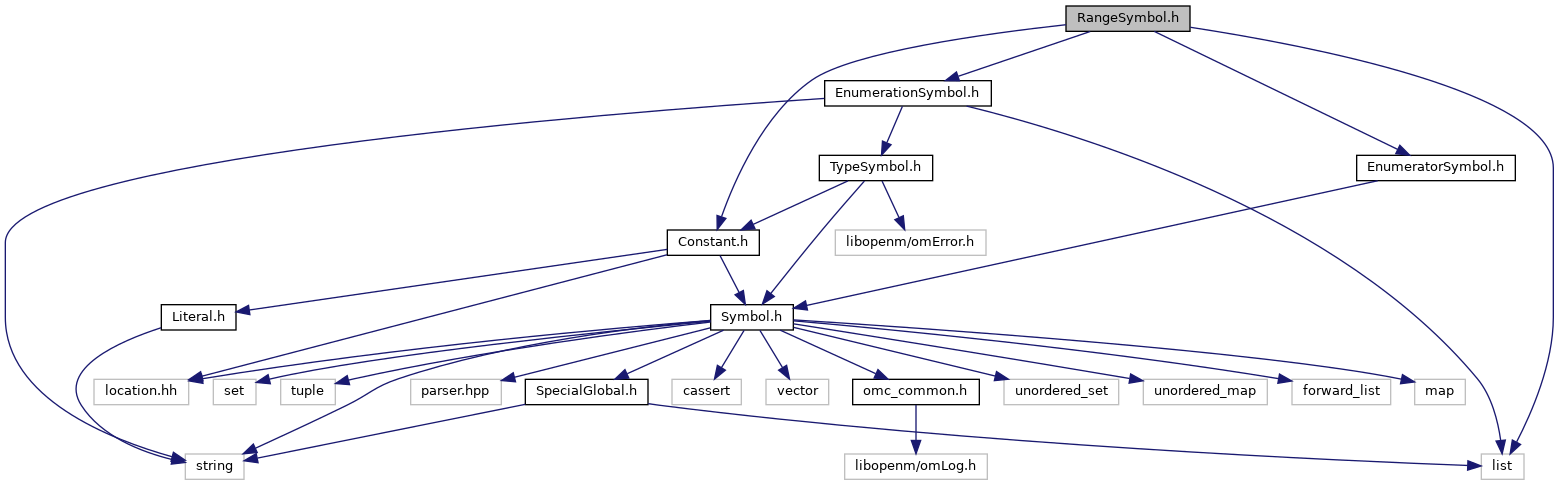 RangeSymbol.h
EnumerationSymbol.h
TypeSymbol.h
EnumeratorSymbol.h
Constant.h
libopenm/omError.h
Literal.h
Symbol.h
location.hh
set
tuple
parser.hpp
SpecialGlobal.h
cassert
vector
omc_common.h
unordered_set
unordered_map
forward_list
map
string
libopenm/omLog.h
list